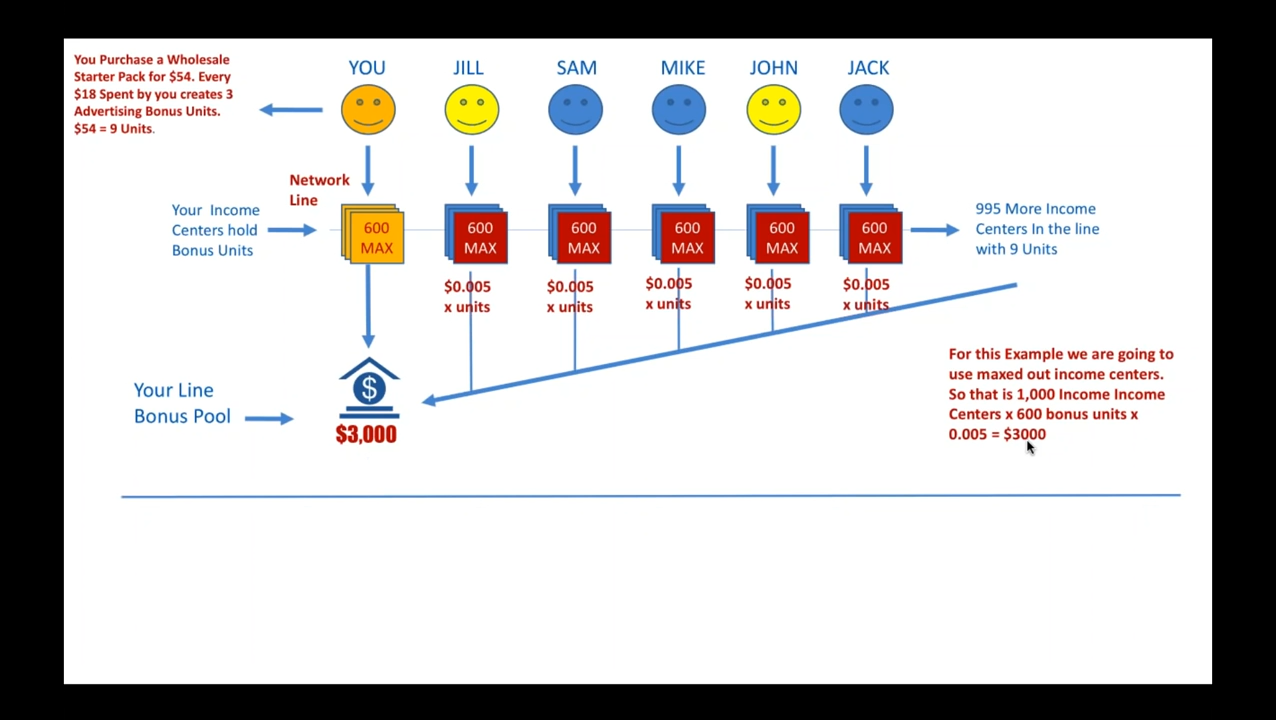 You Purchase a Wholesale
Starter Pack for $54. Every
$18 Spent by you creates 3
Advertising Bonus Units.
$54 = 9 Units.
YOU
JILL
SAM
MIKE
JOHN
JACK
Network
Line
Your Income
Centers hold
Bonus Units
600
MAX
600
MAX
600
MAX
600
MAX
600
MAX
600
MAX
995 More Income
Centers In the line
with 9 Units
$0.005
x units
$0.005
x units
$0.005
x units
$0.005
x units
$0.005
x units
For this Example we are going to
use maxed out income centers.
So that is 1,000 Income Income
Centers x 600 bonus units x
0.005 = $3000
Your Line
Bonus Pool
$
$3,000